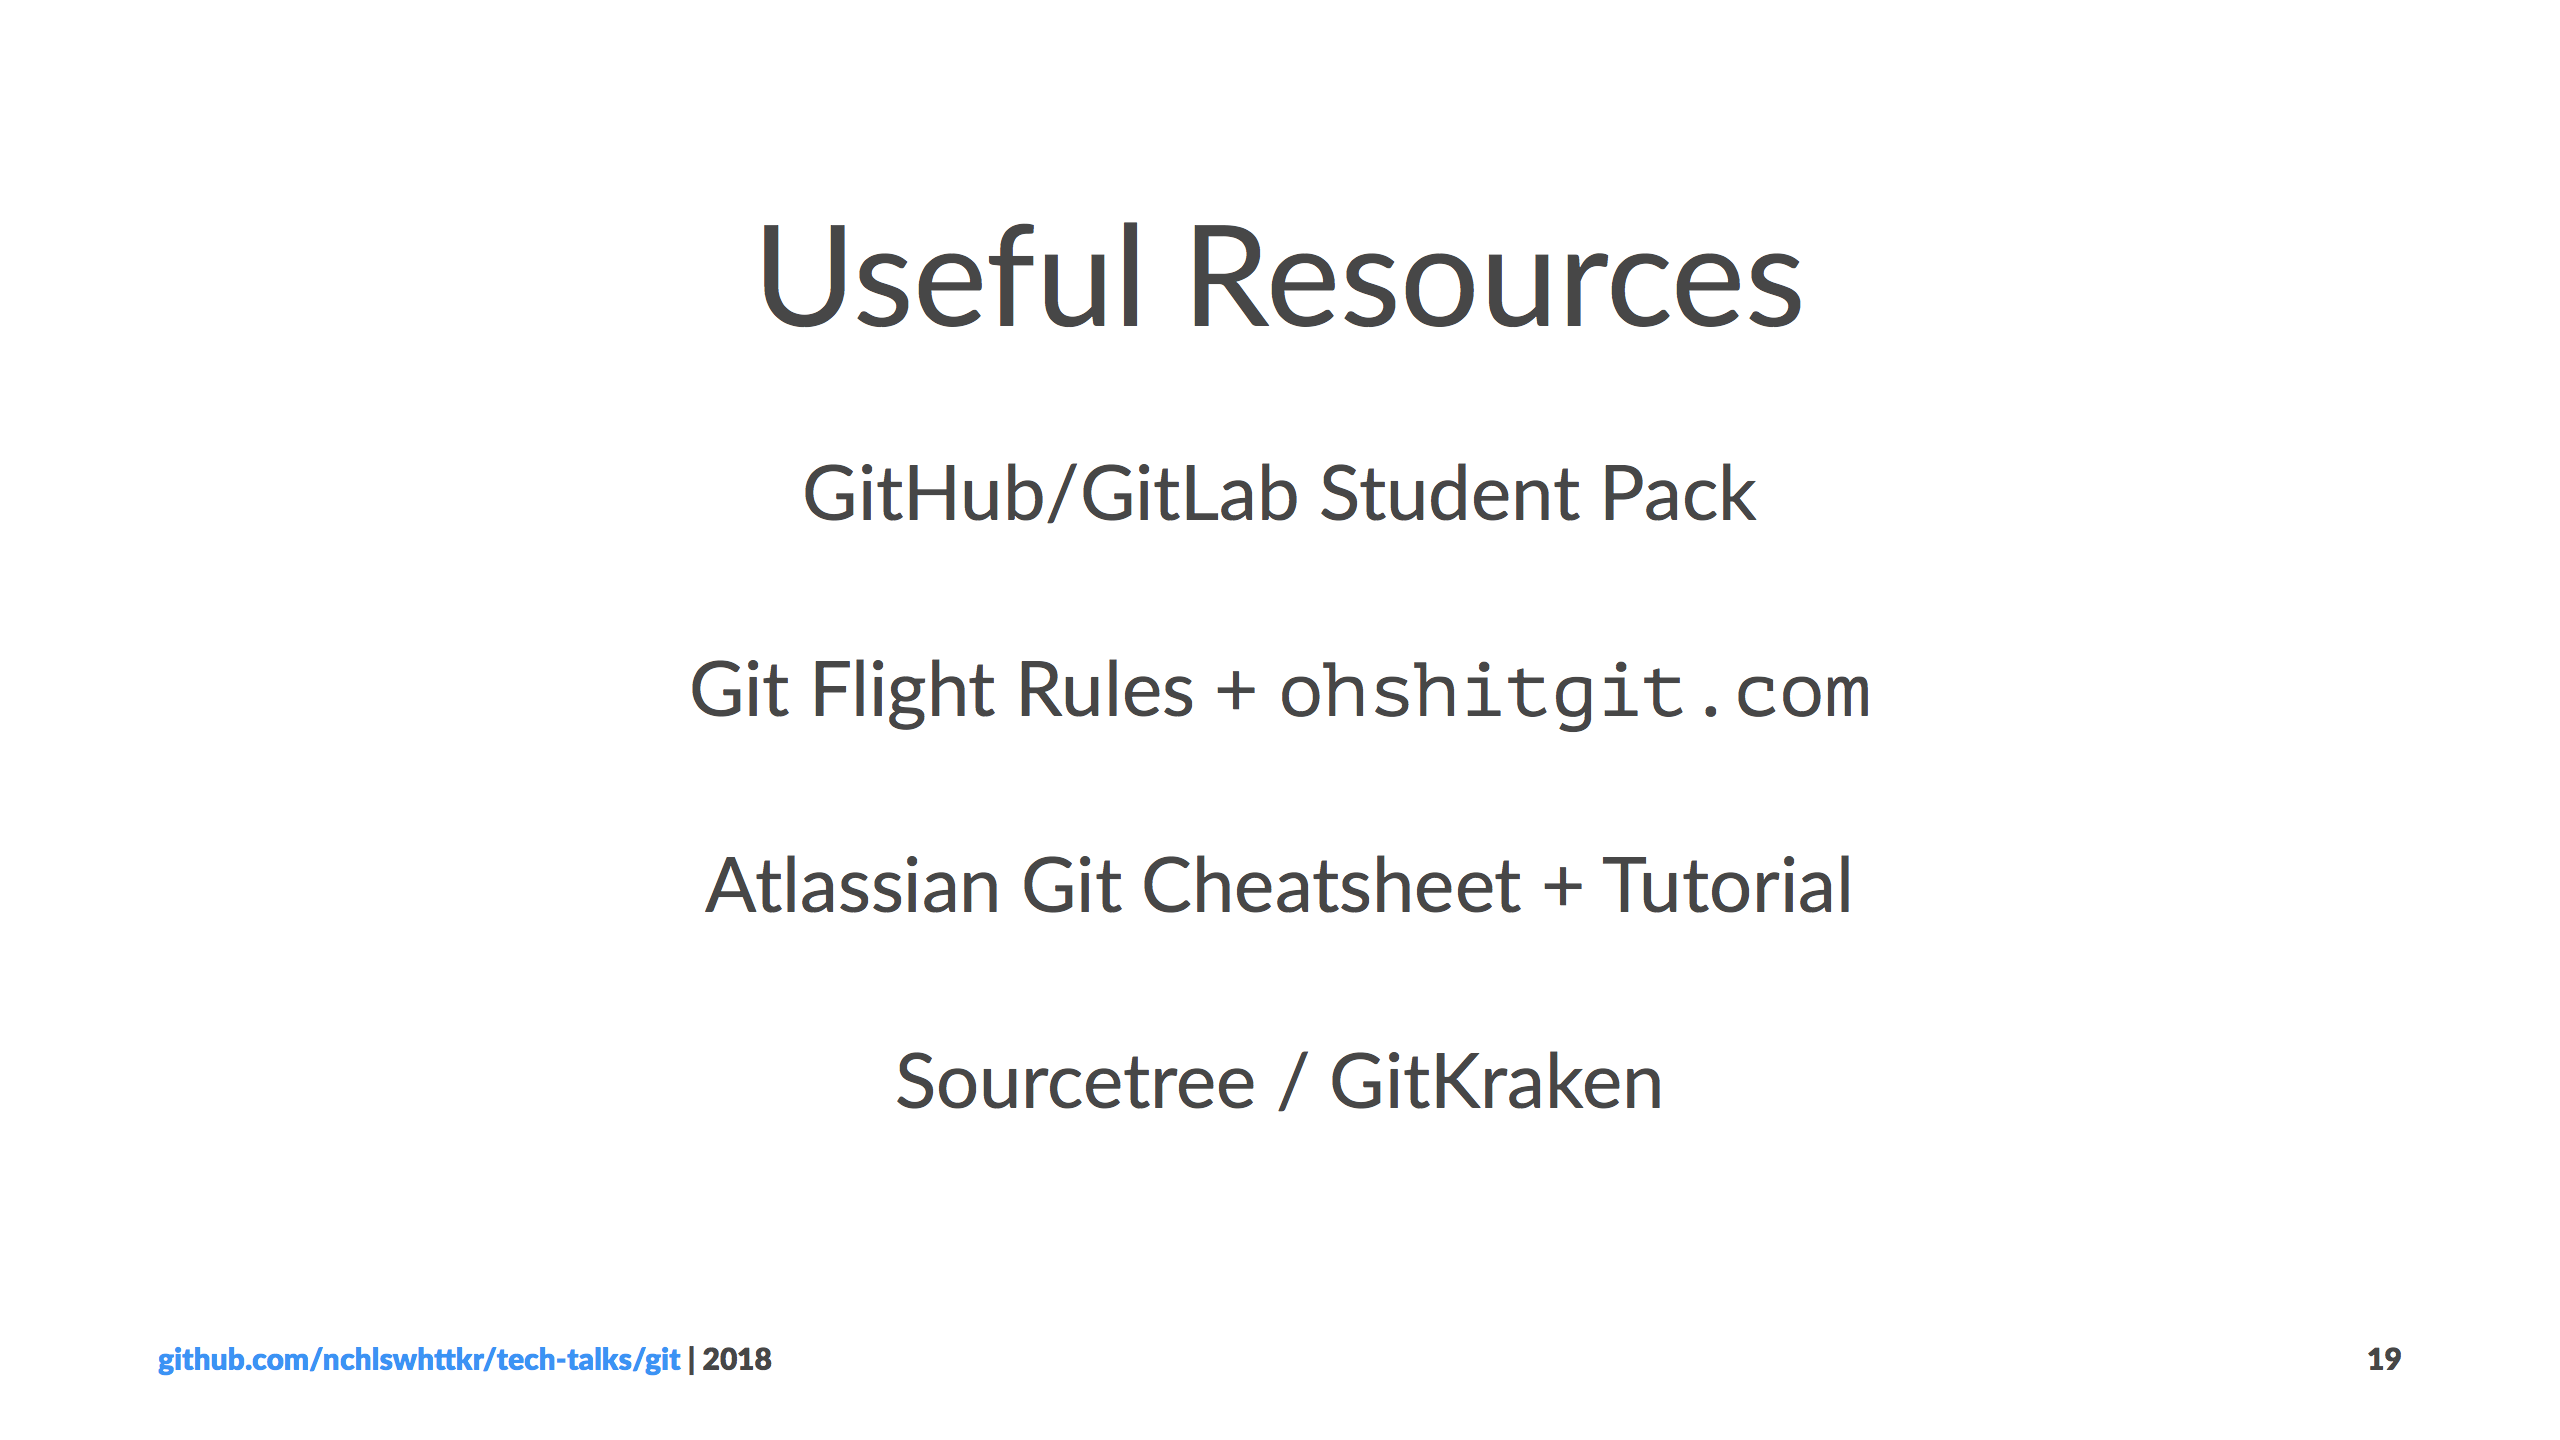 Useful Resources
GitHub/GitLab Student Pack
Git Flight Rules + ohshitgit.com
Atlassian Git Cheatsheet + Tutorial
Sourcetree / GitKraken
github.com/nchlswhttkr/tech-talks/git | 2018
19